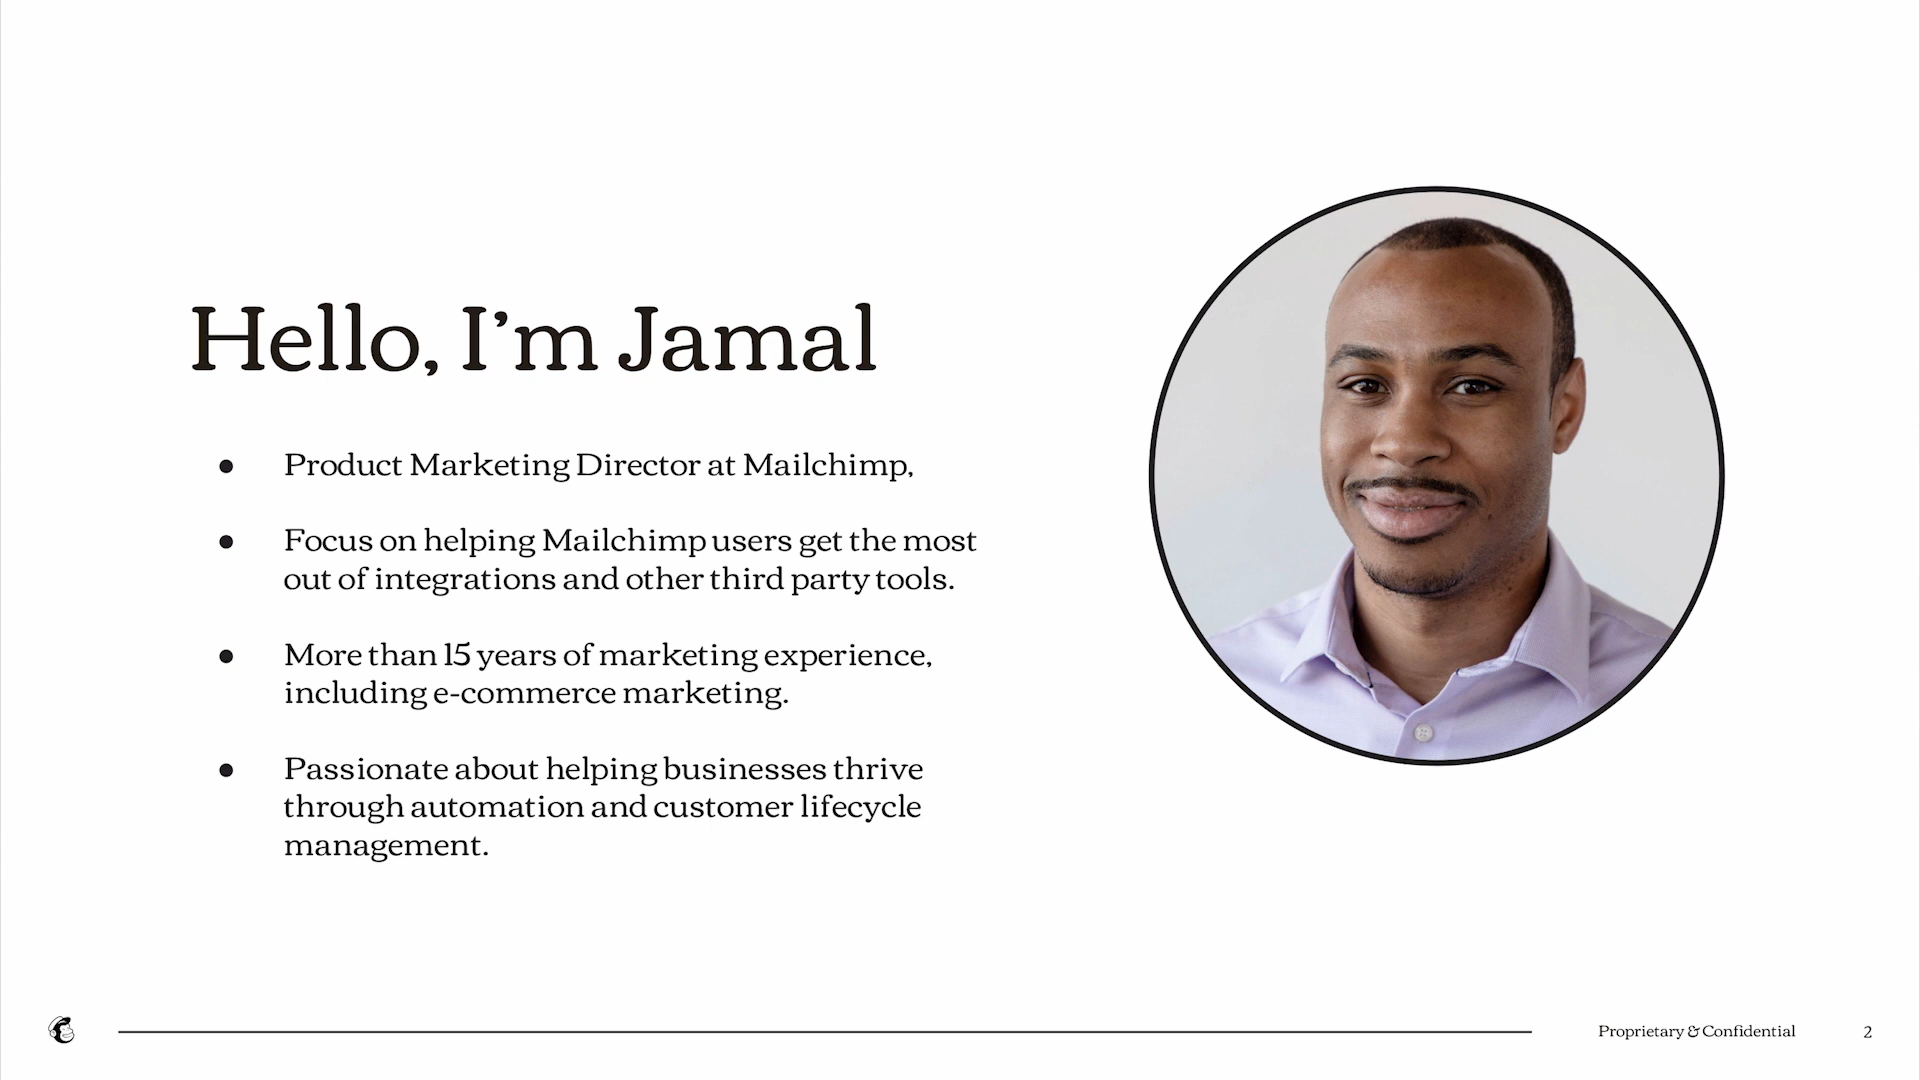 Hello, I’m Jamal
● Product Marketing Director at Mailchimp,
● Focus on helping Mailchimp users get the most
out of integrations and other third party tools.
● More than 15 years of marketing experience,
including e-commerce marketing.
● Passionate about helping businesses thrive
through automation and customer lifecycle
management.
Proprietary & Confidential 2